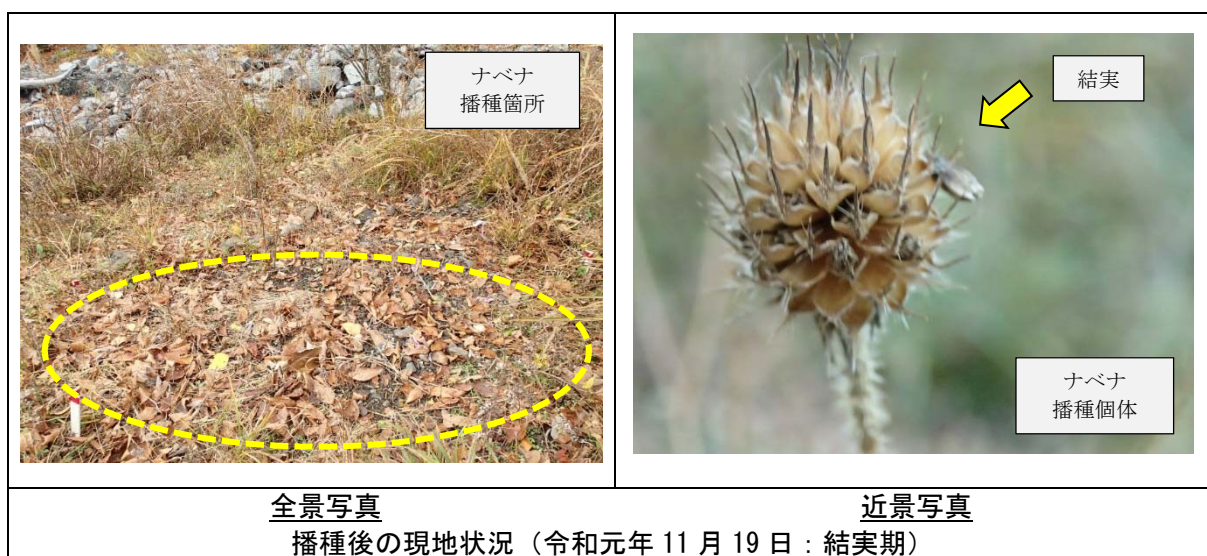 ナベナ
播種箇所
結実
ナベナ
播種個体
全景写真
近景写真
播種後の現地状況（令和元年 11 月 19 日：結実期）